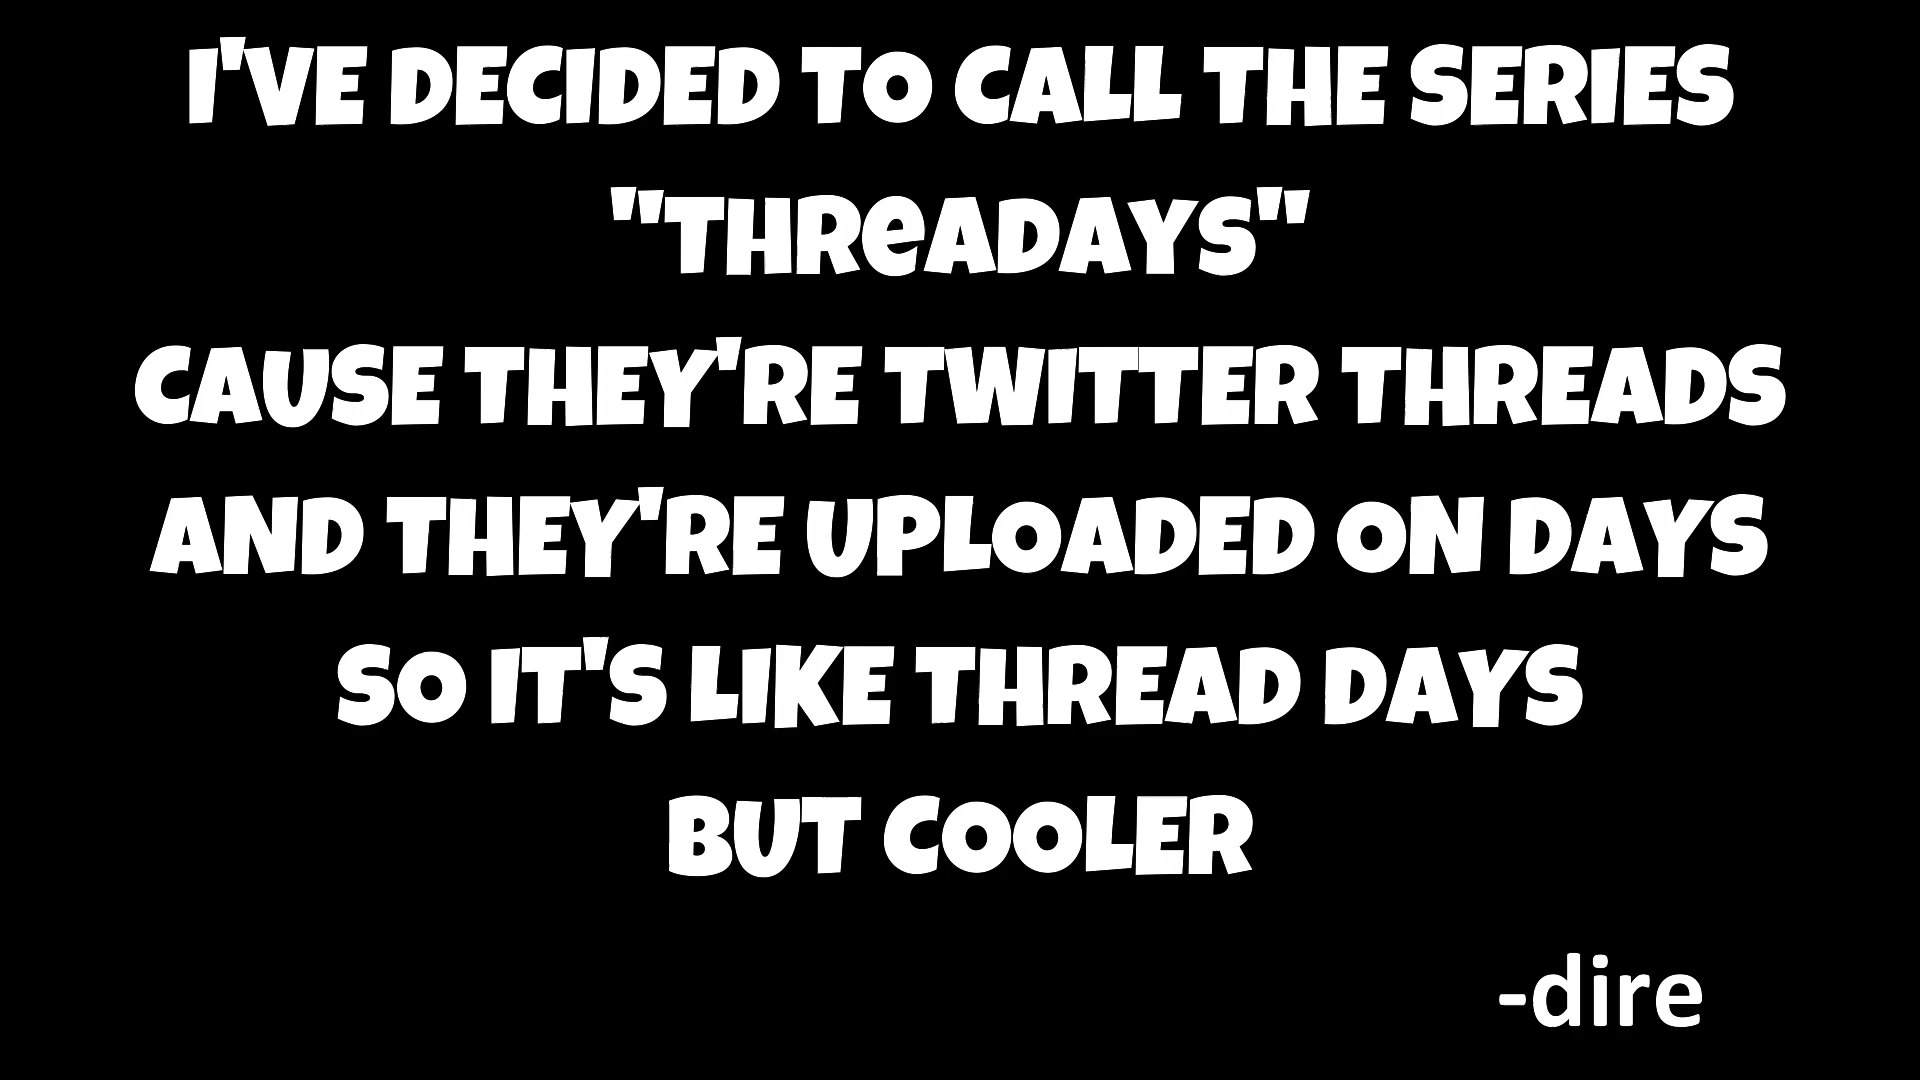 I'VE DECIDED TO CALL THE SERIES
"THReADAYS"
CAUSE THEY'RE TWITTER THREADS
AND THEY'RE UPLOADED ON DAYS
SO IT'S LIKE THREAD DAYS
BUT COOLER
-dire